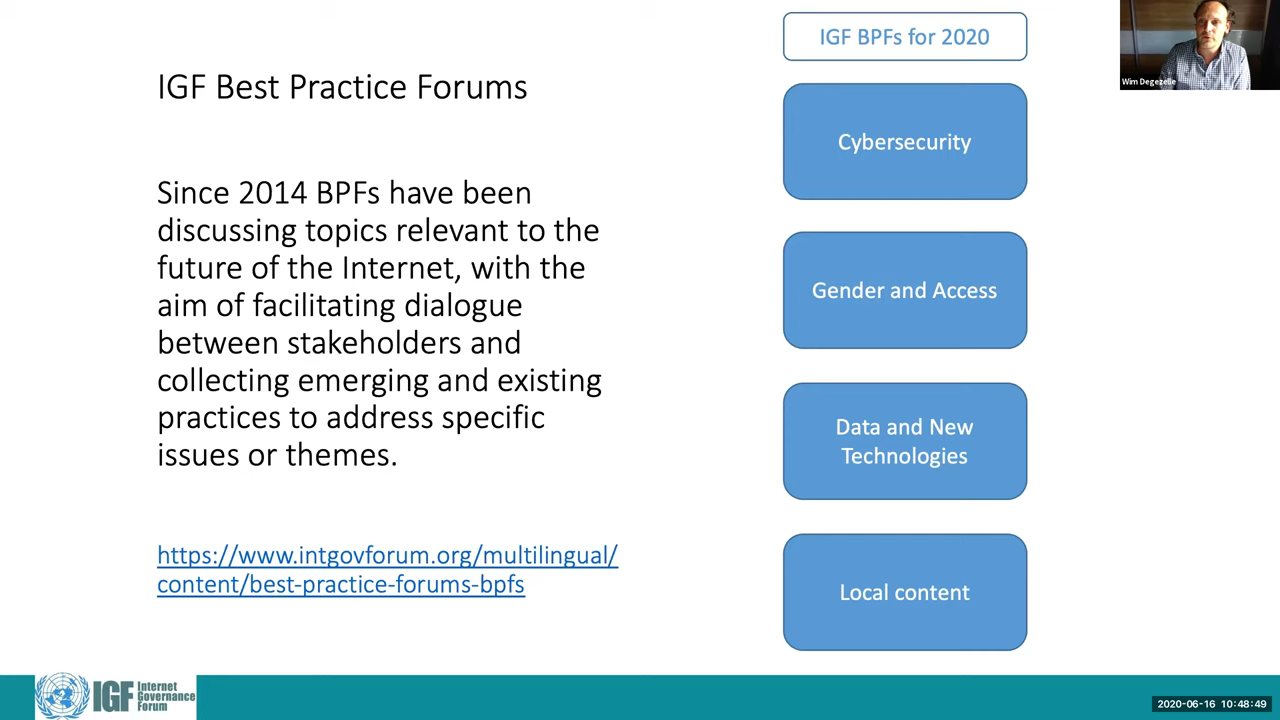 IGF Best Practice Forums
Since 2014 BPFs have been
discussing topics relevant to the
future of the Internet, with the
aim of facilitating dialogue
between stakeholders and
collecting emerging and existing
practices to address specific
issues or themes.
https://www.intgovforum.org/multilingual/
content/best-practice-forums-bpfs
IGF BPFs for 2020
Cybersecurity
Gender and Access
Data and New
Technologies
Local content
Wim Degezelle
IGF
Internet
Governance
Forum
2020-06-16 10:48:49